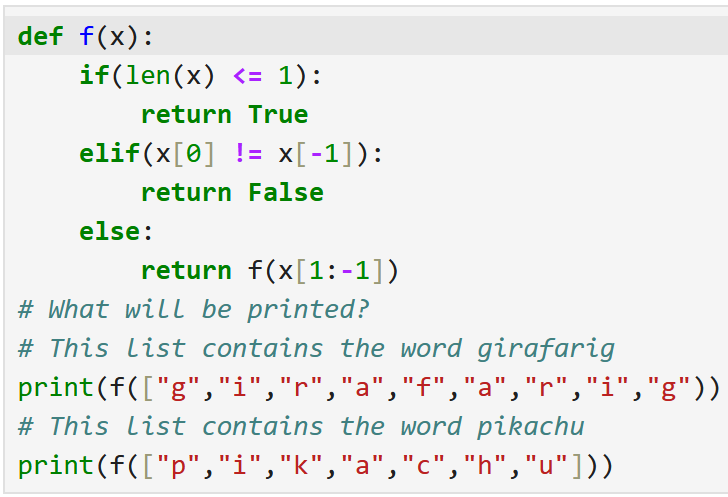 def f(x):
    if(len(x) <= 1):
        return True
    elif(x[0] != x[-1]):
        return False
    else:
        return f(x[1:-1])
# What will be printed?
# This list contains the word girafarig
print(f(["g","i","r","a","f","a","r","i","g"))
# This list contains the word pikachu
print(f(["p","i","k","a","c","h","u"]))